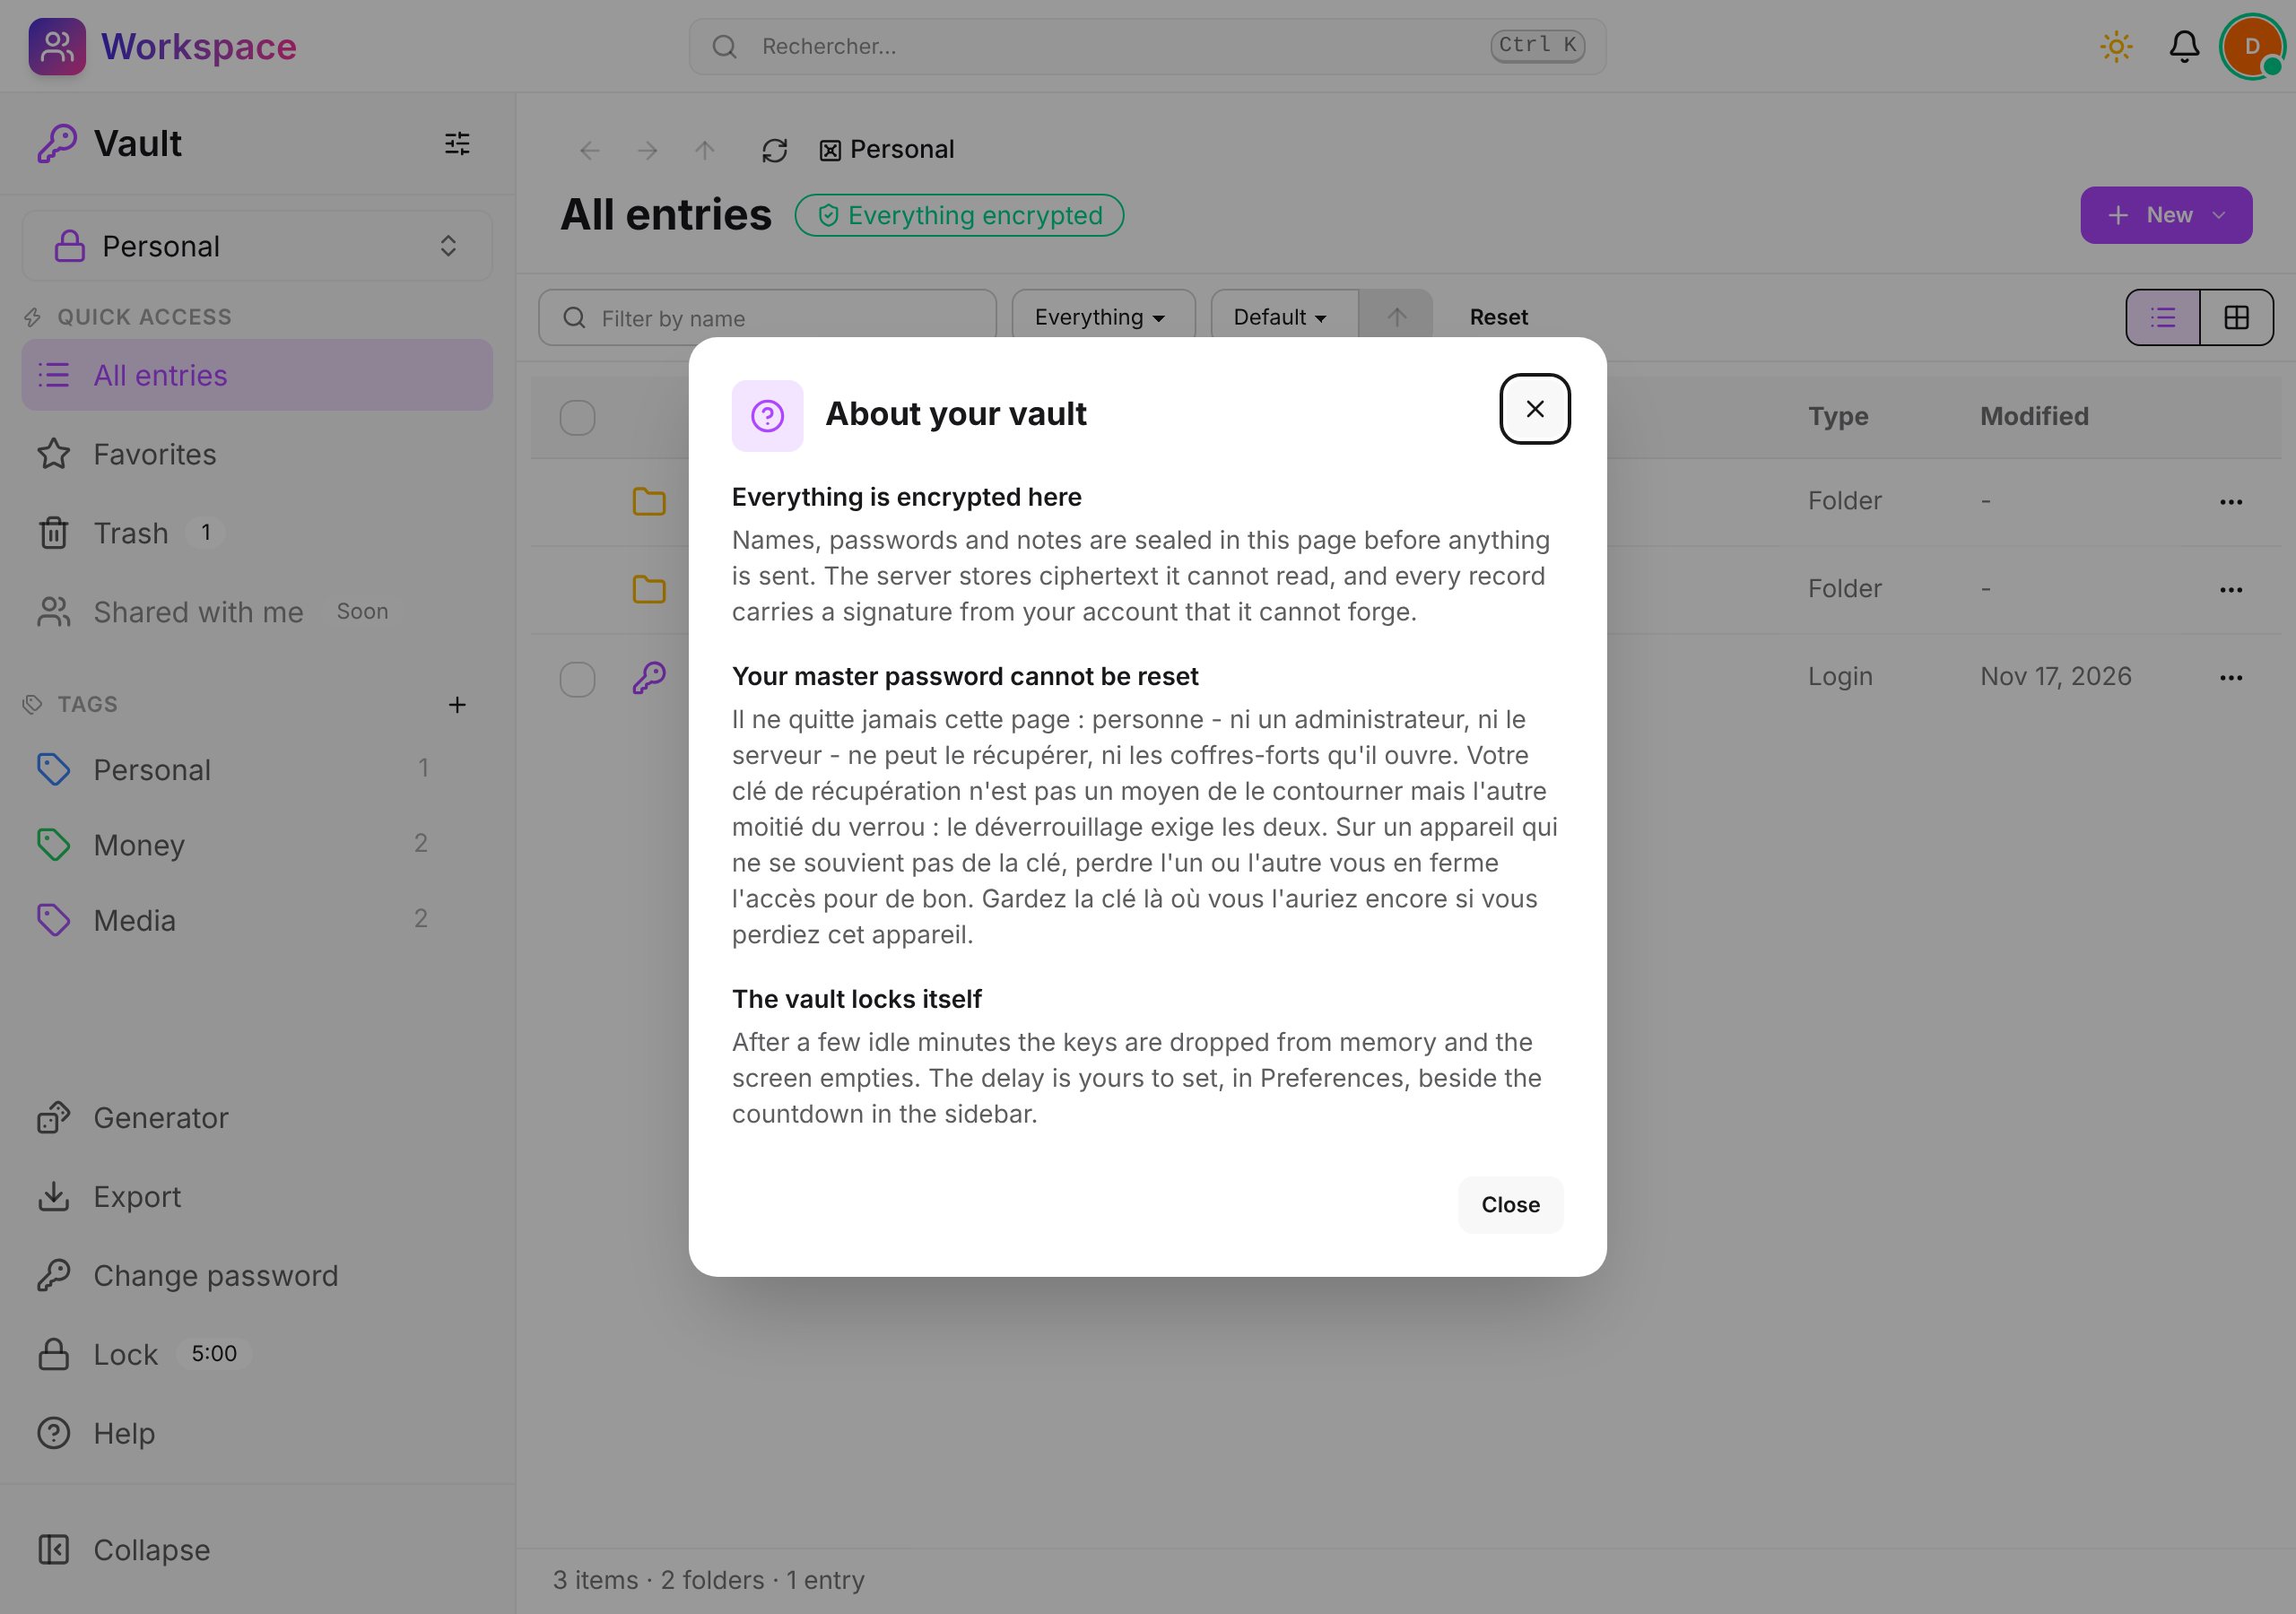 Workspace
Rechercher...
Ctrl K
D
Vault
Personal
QUICK ACCESS
All entries
Favorites
Trash 1
Shared with me Soon
TAGS
Personal 1
Money 2
Media 2
Generator
Export
Change password
Lock 5:00
Help
Collapse
Personal
All entries
Everything encrypted
New
Filter by name
Everything
Default
Reset
Type
Modified
Folder -
Folder -
Login Nov 17, 2026
About your vault
Everything is encrypted here
Names, passwords and notes are sealed in this page before anything
is sent. The server stores ciphertext it cannot read, and every record
carries a signature from your account that it cannot forge.
Your master password cannot be reset
Il ne quitte jamais cette page : personne - ni un administrateur, ni le
serveur - ne peut le récupérer, ni les coffres-forts qu'il ouvre. Votre
clé de récupération n'est pas un moyen de le contourner mais l'autre
moitié du verrou : le déverrouillage exige les deux. Sur un appareil qui
ne se souvient pas de la clé, perdre l'un ou l'autre vous en ferme
l'accès pour de bon. Gardez la clé là où vous l'auriez encore si vous
perdiez cet appareil.
The vault locks itself
After a few idle minutes the keys are dropped from memory and the
screen empties. The delay is yours to set, in Preferences, beside the
countdown in the sidebar.
Close
3 items · 2 folders · 1 entry